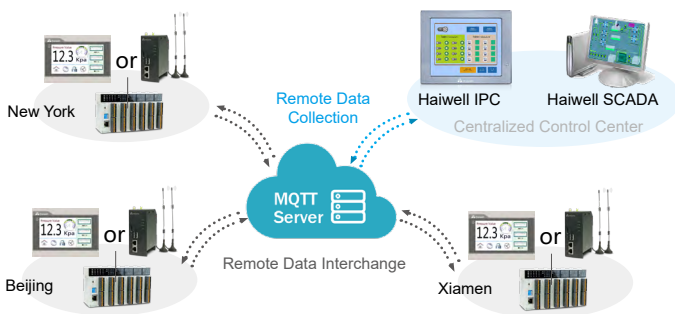 12.3 Kpa
or
New York
Remote Data
Collection
Haiwell IPC
Haiwell SCADA
Centralized Control Center
MQTT
Server
12.3 Kpa
or
Beijing
Remote Data Interchange
12.3 Kpa
or
Xiamen